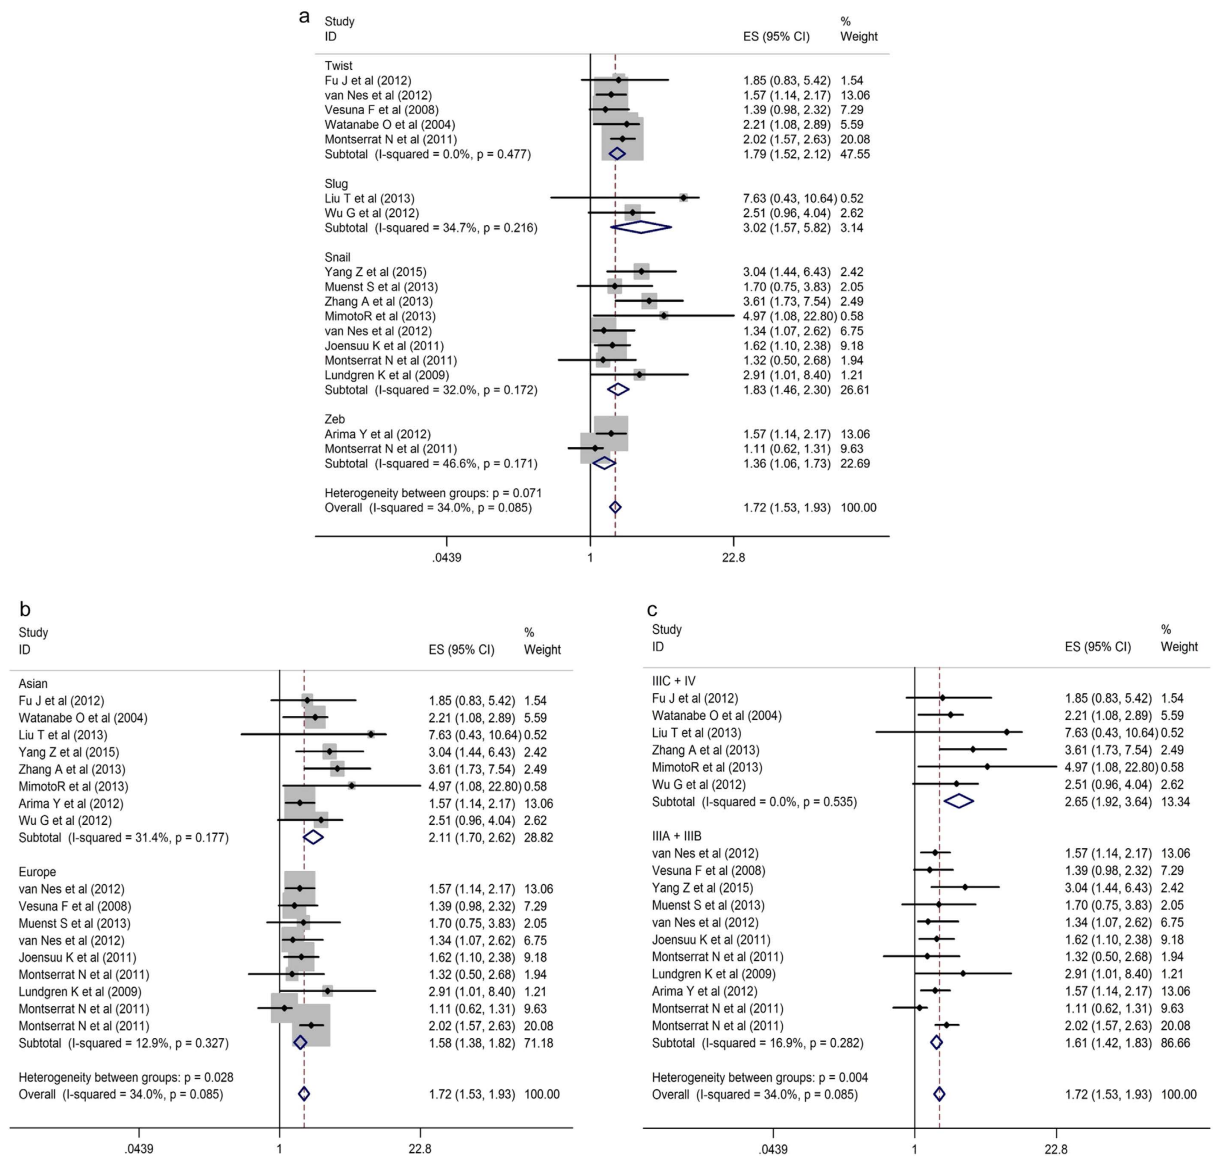 a
Study %
ID ES (95% CI) Weight
Twist
Fu J et al (2012) 1.85 (0.83, 5.42) 1.54
van Nes et al (2012) 1.57 (1.14, 2.17) 13.06
Vesuna F et al (2008) 1.39 (0.98, 2.32) 7.29
Watanabe O et al (2004) 2.21 (1.08, 2.89) 5.59
Montserrat N et al (2011) 2.02 (1.57, 2.63) 20.08
Subtotal (I-squared = 0.0%, p = 0.477) 1.79 (1.52, 2.12) 47.55
Slug
Liu T et al (2013) 7.63 (0.43, 10.64) 0.52
Wu G et al (2012) 2.51 (0.96, 4.04) 2.62
Subtotal (I-squared = 34.7%, p = 0.216) 3.02 (1.57, 5.82) 3.14
Snail
Yang Z et al (2015) 3.04 (1.44, 6.43) 2.42
Muenst S et al (2013) 1.70 (0.75, 3.83) 2.05
Zhang A et al (2013) 3.61 (1.73, 7.54) 2.49
MimotoR et al (2013) 4.97 (1.08, 22.80) 0.58
van Nes et al (2012) 1.34 (1.07, 2.62) 6.75
Joensuu K et al (2011) 1.62 (1.10, 2.38) 9.18
Montserrat N et al (2011) 1.32 (0.50, 2.68) 1.94
Lundgren K et al (2009) 2.91 (1.01, 8.40) 1.21
Subtotal (I-squared = 32.0%, p = 0.172) 1.83 (1.46, 2.30) 26.61
Zeb
Arima Y et al (2012) 1.57 (1.14, 2.17) 13.06
Montserrat N et al (2011) 1.11 (0.62, 1.31) 9.63
Subtotal (I-squared = 46.6%, p = 0.171) 1.36 (1.06, 1.73) 22.69
Heterogeneity between groups: p = 0.071
Overall (I-squared = 34.0%, p = 0.085) 1.72 (1.53, 1.93) 100.00
.0439 1 22.8
b
Study %
ID ES (95% CI) Weight
Asian
Fu J et al (2012) 1.85 (0.83, 5.42) 1.54
Watanabe O et al (2004) 2.21 (1.08, 2.89) 5.59
Liu T et al (2013) 7.63 (0.43, 10.64) 0.52
Yang Z et al (2015) 3.04 (1.44, 6.43) 2.42
Zhang A et al (2013) 3.61 (1.73, 7.54) 2.49
MimotoR et al (2013) 4.97 (1.08, 22.80) 0.58
Arima Y et al (2012) 1.57 (1.14, 2.17) 13.06
Wu G et al (2012) 2.51 (0.96, 4.04) 2.62
Subtotal (I-squared = 31.4%, p = 0.177) 2.11 (1.70, 2.62) 28.82
Europe
van Nes et al (2012) 1.57 (1.14, 2.17) 13.06
Vesuna F et al (2008) 1.39 (0.98, 2.32) 7.29
Muenst S et al (2013) 1.70 (0.75, 3.83) 2.05
van Nes et al (2012) 1.34 (1.07, 2.62) 6.75
Joensuu K et al (2011) 1.62 (1.10, 2.38) 9.18
Montserrat N et al (2011) 1.32 (0.50, 2.68) 1.94
Lundgren K et al (2009) 2.91 (1.01, 8.40) 1.21
Montserrat N et al (2011) 1.11 (0.62, 1.31) 9.63
Montserrat N et al (2011) 2.02 (1.57, 2.63) 20.08
Subtotal (I-squared = 12.9%, p = 0.327) 1.58 (1.38, 1.82) 71.18
Heterogeneity between groups: p = 0.028
Overall (I-squared = 34.0%, p = 0.085) 1.72 (1.53, 1.93) 100.00
.0439 1 22.8
c
Study %
ID ES (95% CI) Weight
IIIC + IV
Fu J et al (2012) 1.85 (0.83, 5.42) 1.54
Watanabe O et al (2004) 2.21 (1.08, 2.89) 5.59
Liu T et al (2013) 7.63 (0.43, 10.64) 0.52
Zhang A et al (2013) 3.61 (1.73, 7.54) 2.49
MimotoR et al (2013) 4.97 (1.08, 22.80) 0.58
Wu G et al (2012) 2.51 (0.96, 4.04) 2.62
Subtotal (I-squared = 0.0%, p = 0.535) 2.65 (1.92, 3.64) 13.34
IIIA + IIIB
van Nes et al (2012) 1.57 (1.14, 2.17) 13.06
Vesuna F et al (2008) 1.39 (0.98, 2.32) 7.29
Yang Z et al (2015) 3.04 (1.44, 6.43) 2.42
Muenst S et al (2013) 1.70 (0.75, 3.83) 2.05
van Nes et al (2012) 1.34 (1.07, 2.62) 6.75
Joensuu K et al (2011) 1.62 (1.10, 2.38) 9.18
Montserrat N et al (2011) 1.32 (0.50, 2.68) 1.94
Lundgren K et al (2009) 2.91 (1.01, 8.40) 1.21
Arima Y et al (2012) 1.57 (1.14, 2.17) 13.06
Montserrat N et al (2011) 1.11 (0.62, 1.31) 9.63
Montserrat N et al (2011) 2.02 (1.57, 2.63) 20.08
Subtotal (I-squared = 16.9%, p = 0.282) 1.61 (1.42, 1.83) 86.66
Heterogeneity between groups: p = 0.004
Overall (I-squared = 34.0%, p = 0.085) 1.72 (1.53, 1.93) 100.00
.0439 1 22.8